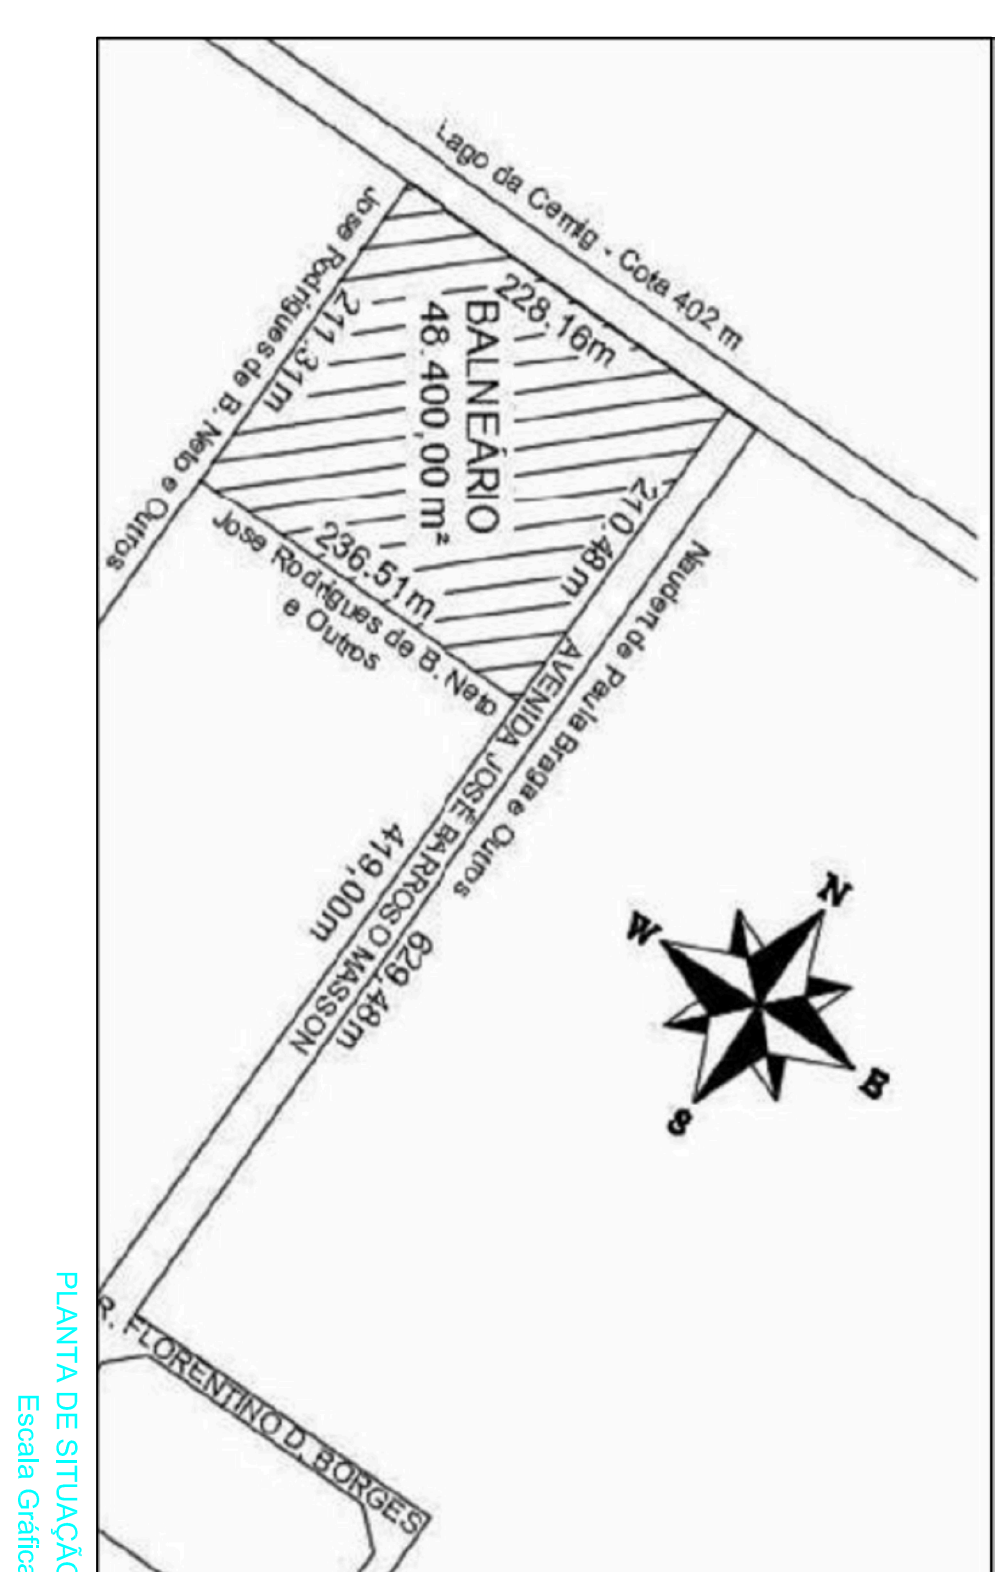 Lago da Cemig - Cota 402 m
Jose Rodrigues de B. Neto e Outros
228.16m
211.31m
BALNEÁRIO
48.400,00 m²
210.48 m
236.51m
Jose Rodrigues de B. Neto
e Outros
AVENIDA JOSÉ BARROSO MASSON
Naudert de Paula Braga e Outros
419,00m
629,48m
N
W
E
S
R. FLORENTINO D. BORGES
PLANTA DE SITUAÇÃO
Escala Gráfica